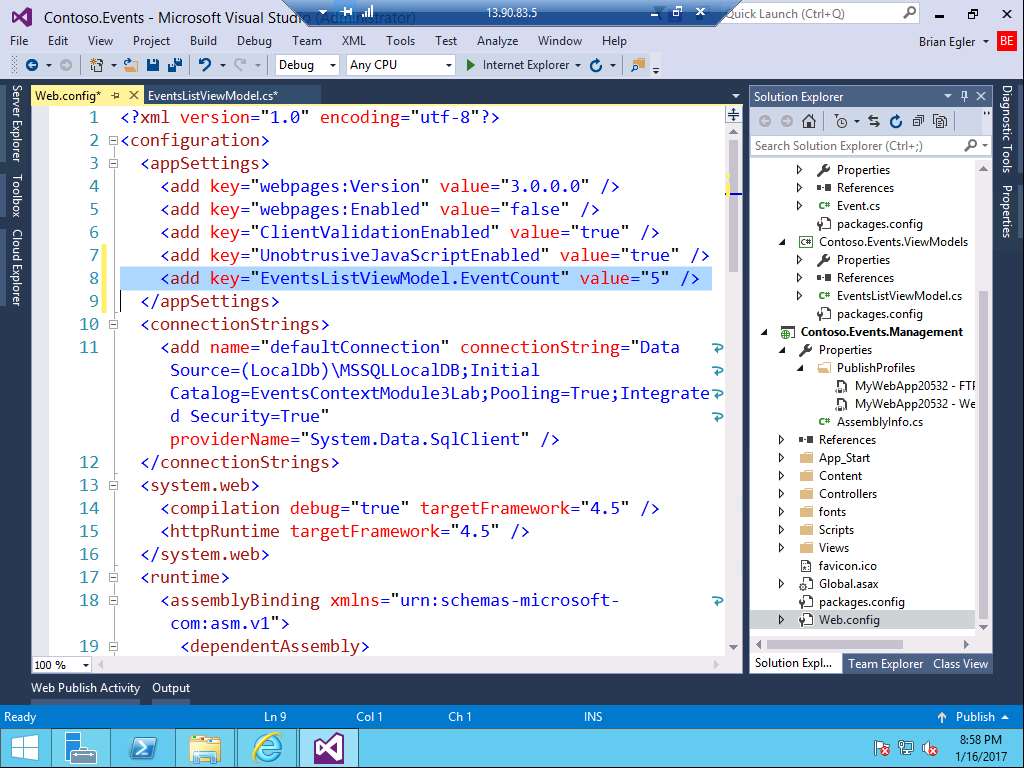 Contoso.Events - Microsoft Visual Studio (Administrator)
13.90.83.5
Quick Launch (Ctrl+Q)
File Edit View Project Build Debug Team XML Tools Test Analyze Window Help
Brian Egler BE
Debug Any CPU Internet Explorer
Server Explorer
Toolbox
Cloud Explorer
Web.config* EventsListViewModel.cs*
1 <?xml version="1.0" encoding="utf-8"?>
2 <configuration>
3 <appSettings>
4 <add key="webpages:Version" value="3.0.0.0" />
5 <add key="webpages:Enabled" value="false" />
6 <add key="ClientValidationEnabled" value="true" />
7 <add key="UnobtrusiveJavaScriptEnabled" value="true" />
8 <add key="EventsListViewModel.EventCount" value="5" />
9 </appSettings>
10 <connectionStrings>
11 <add name="defaultConnection" connectionString="Data
Source=(LocalDb)\MSSQLLocalDB;Initial
Catalog=EventsContextModule3Lab;Pooling=True;Integrate
d Security=True"
providerName="System.Data.SqlClient" />
12 </connectionStrings>
13 <system.web>
14 <compilation debug="true" targetFramework="4.5" />
15 <httpRuntime targetFramework="4.5" />
16 </system.web>
17 <runtime>
18 <assemblyBinding xmlns="urn:schemas-microsoft-
com:asm.v1">
19 <dependentAssembly>
100 %
Solution Explorer
Search Solution Explorer (Ctrl+;)
Properties
References
Event.cs
packages.config
Contoso.Events.ViewModels
Properties
References
EventsListViewModel.cs
packages.config
Contoso.Events.Management
Properties
PublishProfiles
MyWebApp20532 - FTP
MyWebApp20532 - We
AssemblyInfo.cs
References
App_Start
Content
Controllers
fonts
Scripts
Views
favicon.ico
Global.asax
packages.config
Web.config
Solution Expl... Team Explorer Class View
Diagnostic Tools
Properties
Web Publish Activity Output
Ready Ln 9 Col 1 Ch 1 INS Publish
8:58 PM
1/16/2017